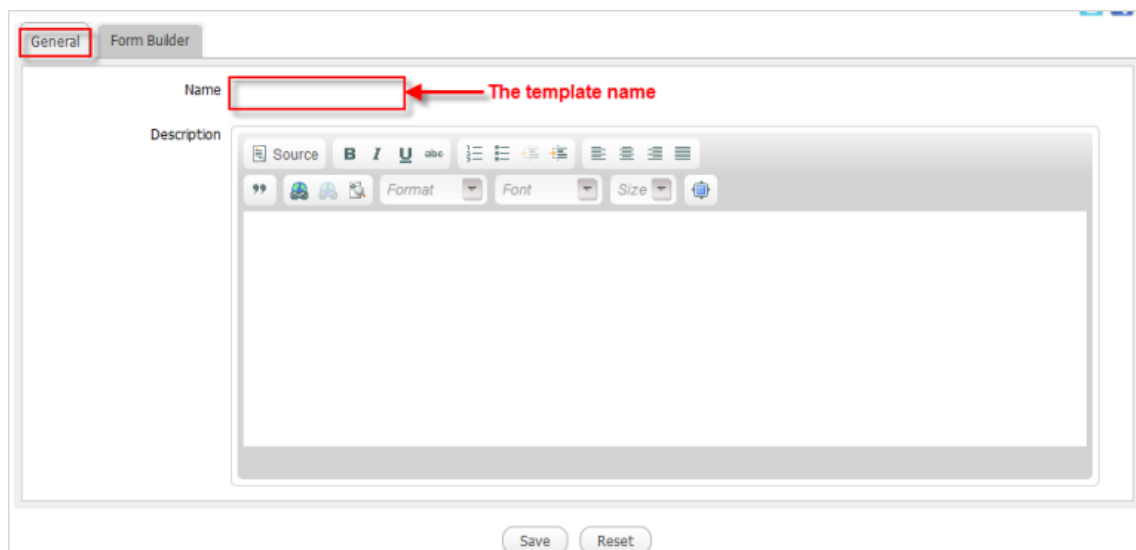 General Form Builder
Name The template name
Description
Source B I U abc
Format Font Size
Save Reset